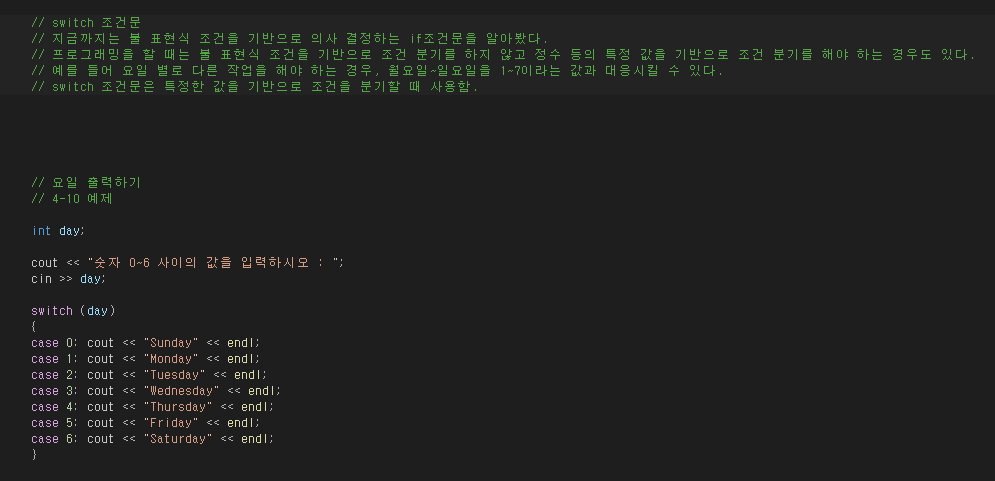 // switch 조건문
// 지금까지는 불 표현식 조건을 기반으로 의사 결정하는 if조건문을 알아봤다.
// 프로그래밍을 할 때는 불 표현식 조건으로 조건 분기를 하지 않고 정수 등의 특정 값을 기반으로 조건 분기를 해야 하는 경우도 있다.
// 예를 들어 요일 별로 다른 작업을 해야 하는 경우, 월요일~일요일을 1~7이라는 값과 대응시킬 수 있다.
// switch 조건문은 특정한 값을 기반으로 조건을 분기할 때 사용함.
// 요일 출력하기
// 4-10 예제
int day;
cout << "숫자 0~6 사이의 값을 입력하시오 : ";
cin >> day;
switch (day)
{
case 0: cout << "Sunday" << endl;
case 1: cout << "Monday" << endl;
case 2: cout << "Tuesday" << endl;
case 3: cout << "Wednesday" << endl;
case 4: cout << "Thursday" << endl;
case 5: cout << "Friday" << endl;
case 6: cout << "Saturday" << endl;
}